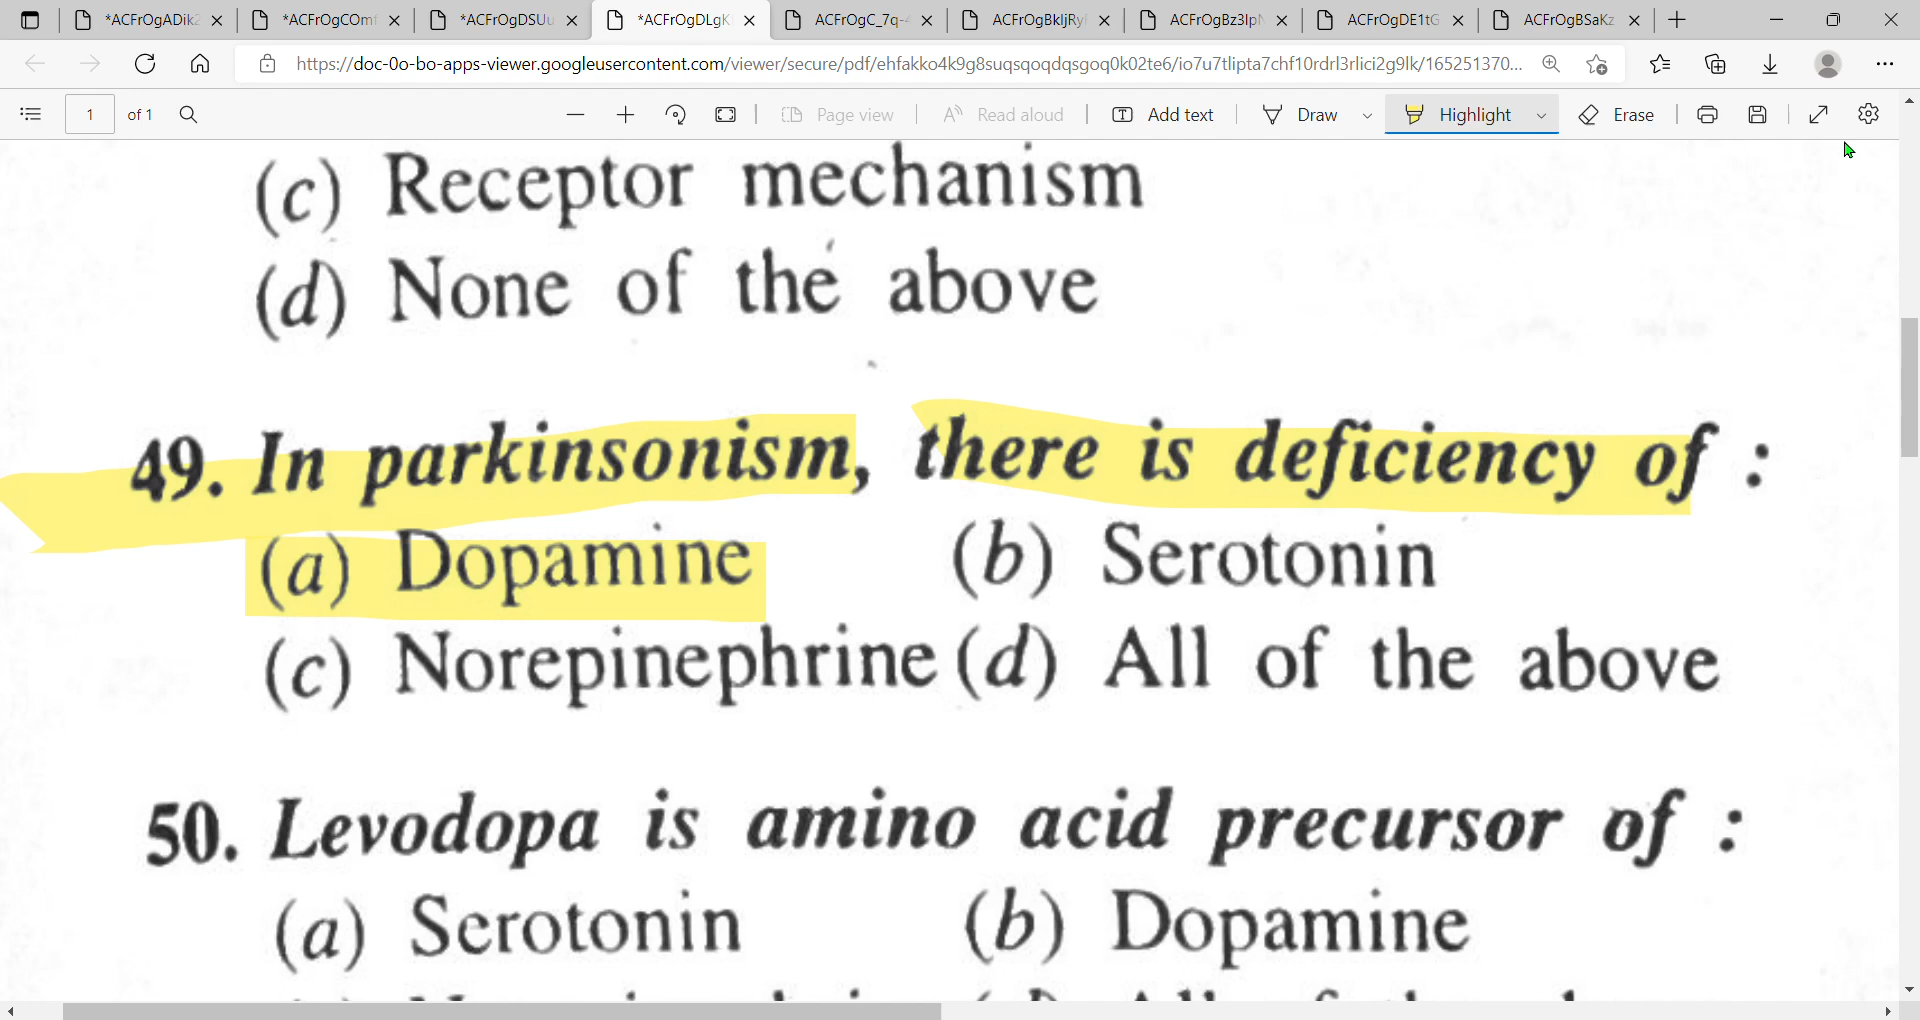 *ACFrOgADik *ACFrOgCOm *ACFrOgDSUu *ACFrOgDLgK ACFrOgC_7q- ACFrOgBkljRy ACFrOgBz3lp ACFrOgDE1tG ACFrOgBSaKz
https://doc-0o-bo-apps-viewer.googleusercontent.com/viewer/secure/pdf/ehfakko4k9g8suqsqoqdqsgoq0k02te6/io7u7tlipta7chf10rdrl3rlici2g9lk/165251370...
1 of 1 Page view Read aloud Add text Draw Highlight Erase
(c) Receptor mechanism
(d) None of the above
49. In parkinsonism, there is deficiency of :
(a) Dopamine (b) Serotonin
(c) Norepinephrine (d) All of the above
50. Levodopa is amino acid precursor of :
(a) Serotonin (b) Dopamine